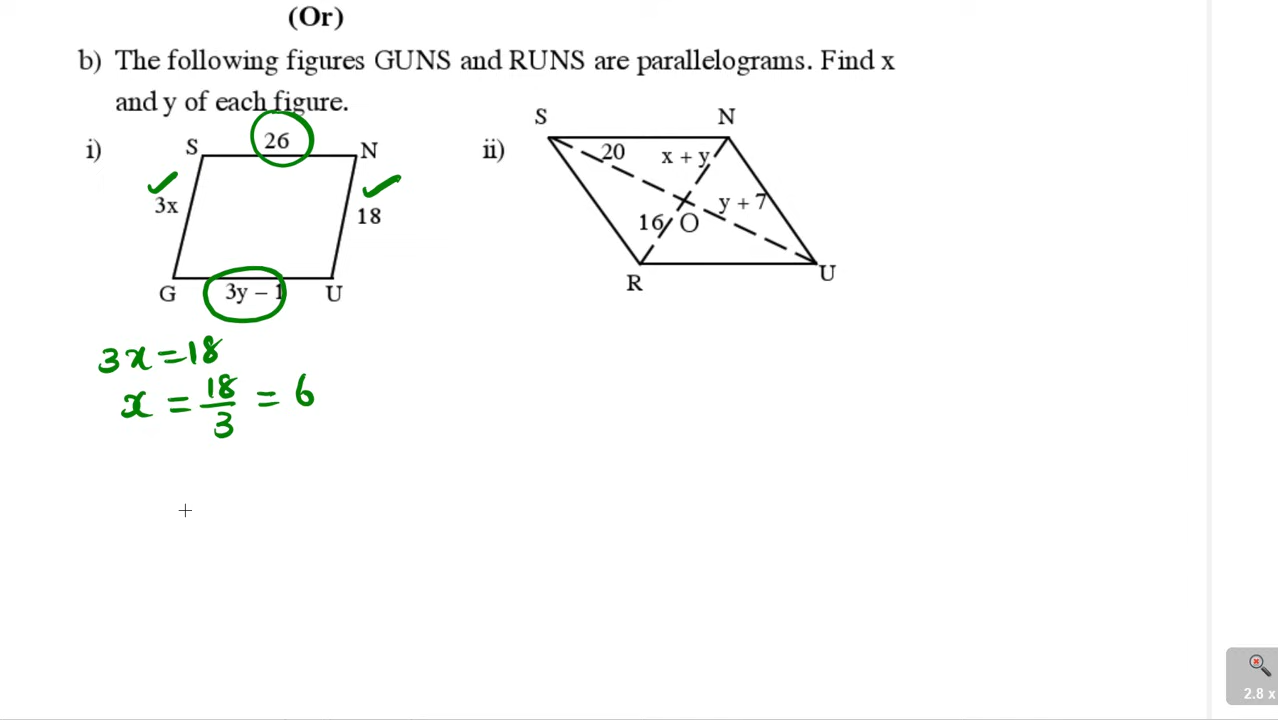 (Or)
b) The following figures GUNS and RUNS are parallelograms. Find x
and y of each figure.
i)
S
26
N
3x
18
G
3y – 1
U
ii)
S
N
20
x + y
y + 7
16
O
R
U
3x = 18
x = 18/3 = 6
2.8 x